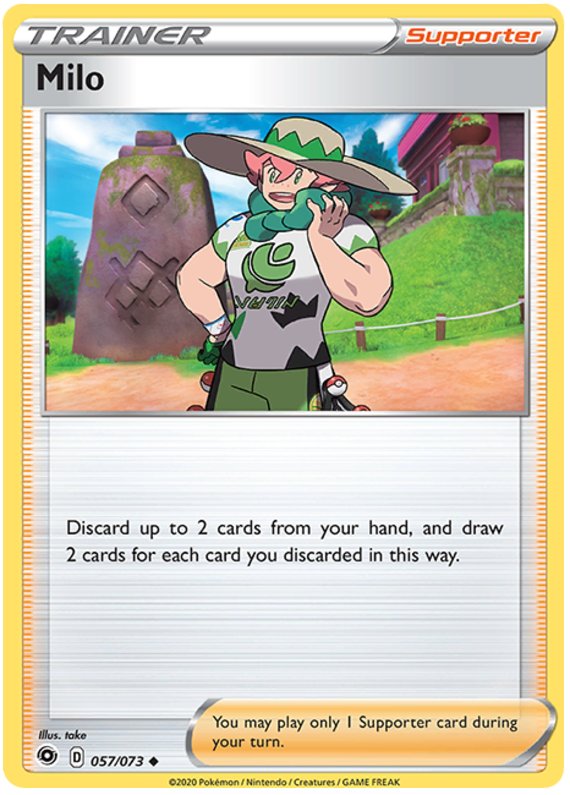 TRAINER Supporter
Milo
Discard up to 2 cards from your hand, and draw
2 cards for each card you discarded in this way.
Illus. take
You may play only 1 Supporter card during
your turn.
D 057/073
©2020 Pokémon / Nintendo / Creatures / GAME FREAK